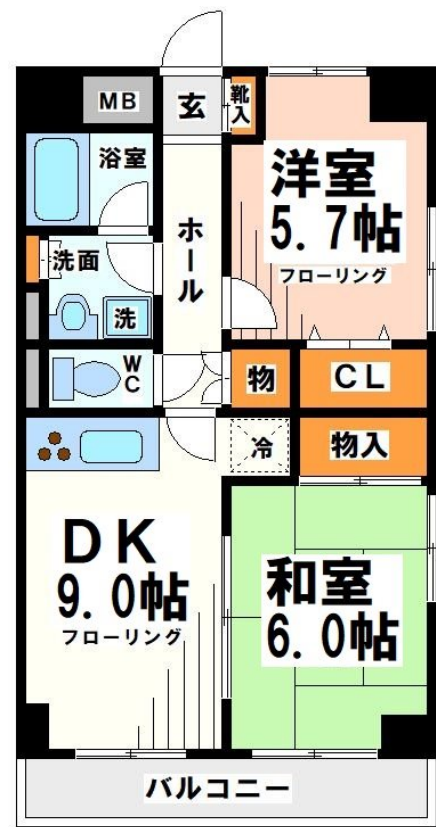 MB
玄
靴入
浴室
洋室
5.7帖
フローリング
ホール
洗面
洗
WC
物
CL
冷
物入
DK
9.0帖
フローリング
和室
6.0帖
バルコニー